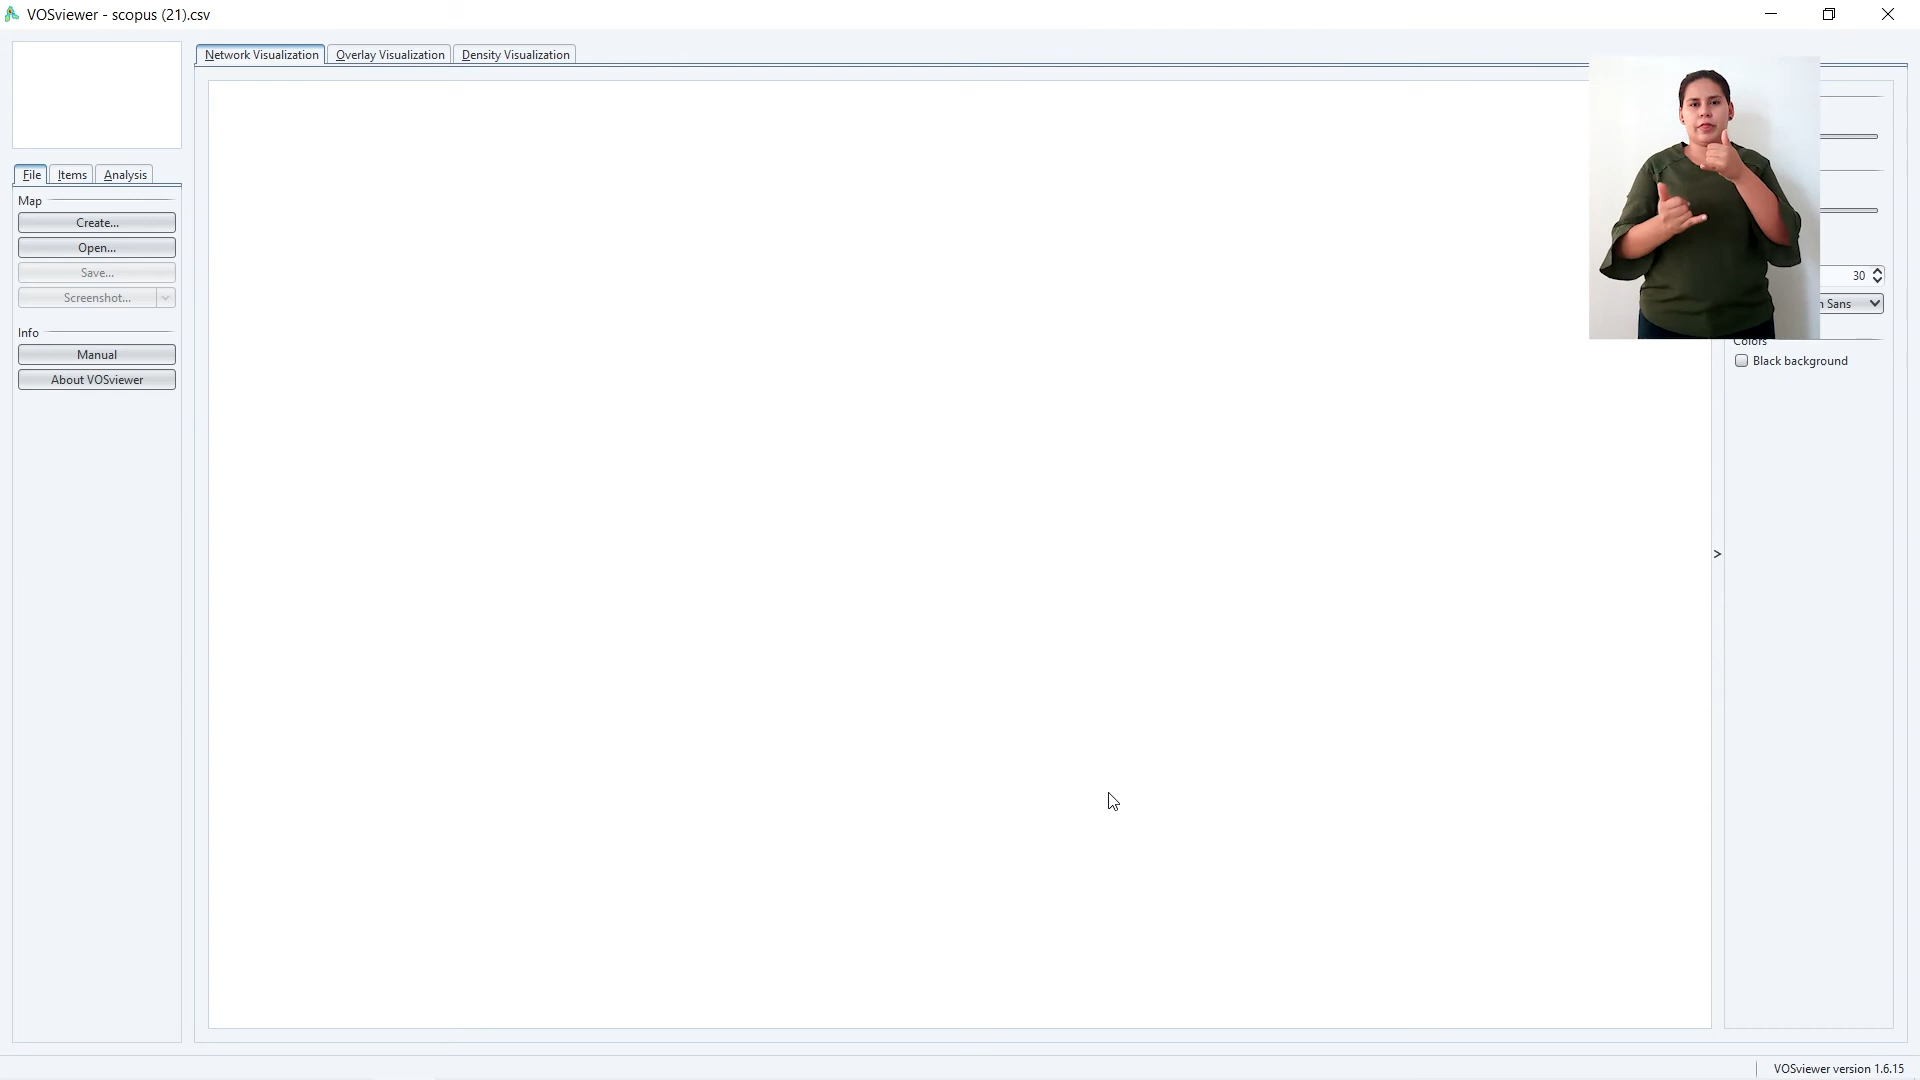 VOSviewer - scopus (21).csv
Network Visualization
Overlay Visualization
Density Visualization
File
Items
Analysis
Map
Create...
Open...
Save...
Screenshot...
Info
Manual
About VOSviewer
30
Sans
Colors
Black background
>
VOSviewer version 1.6.15